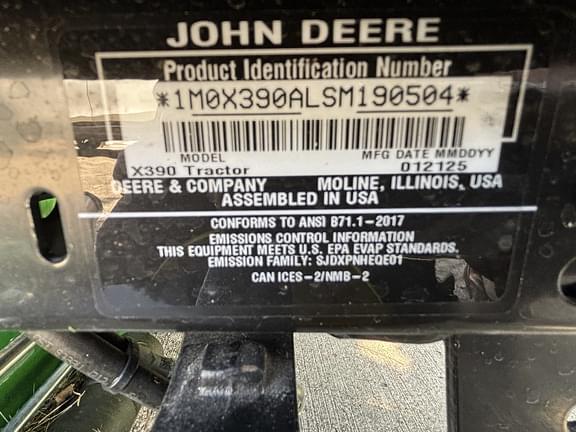 JOHN DEERE
Product Identification Number
*1M0X390ALSM190504*
MODEL MFG DATE MMDDYY
X390 Tractor 012125
DEERE & COMPANY MOLINE, ILLINOIS, USA
ASSEMBLED IN USA
CONFORMS TO ANSI B71.1-2017
EMISSIONS CONTROL INFORMATION
THIS EQUIPMENT MEETS U.S. EPA EVAP STANDARDS.
EMISSION FAMILY: SJDXPNHEQE01
CAN ICES-2/NMB-2